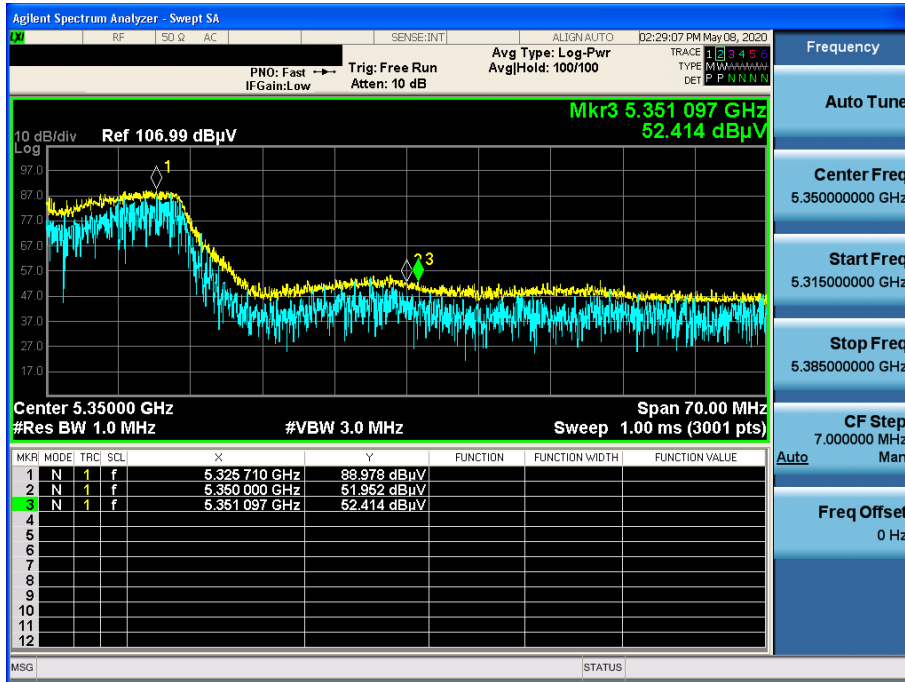 Agilent Spectrum Analyzer - Swept SA
LXI RF 50 Ω AC SENSE:INT ALIGN AUTO 02:29:07 PM May 08, 2020
Frequency
PNO: Fast Trig: Free Run Avg Type: Log-Pwr TRACE 1 2 3 4 5 6
IFGain:Low Atten: 10 dB Avg|Hold: 100/100 TYPE M W
DET P P N N N N
Auto Tune
Mkr3 5.351 097 GHz
52.414 dBµV
10 dB/div Ref 106.99 dBµV
Log
97.0
87.0
77.0
67.0
57.0
47.0
37.0
27.0
17.0
1
2 3
Center Freq
5.350000000 GHz
Start Freq
5.315000000 GHz
Stop Freq
5.385000000 GHz
Center 5.35000 GHz Span 70.00 MHz
#Res BW 1.0 MHz #VBW 3.0 MHz Sweep 1.00 ms (3001 pts)
CF Step
7.000000 MHz
Auto Man
Freq Offset
0 Hz
MKR MODE TRC SCL X Y FUNCTION FUNCTION WIDTH FUNCTION VALUE
1 N 1 f 5.325 710 GHz 88.978 dBµV
2 N 1 f 5.350 000 GHz 51.952 dBµV
3 N 1 f 5.351 097 GHz 52.414 dBµV
4
5
6
7
8
9
10
11
12
MSG STATUS